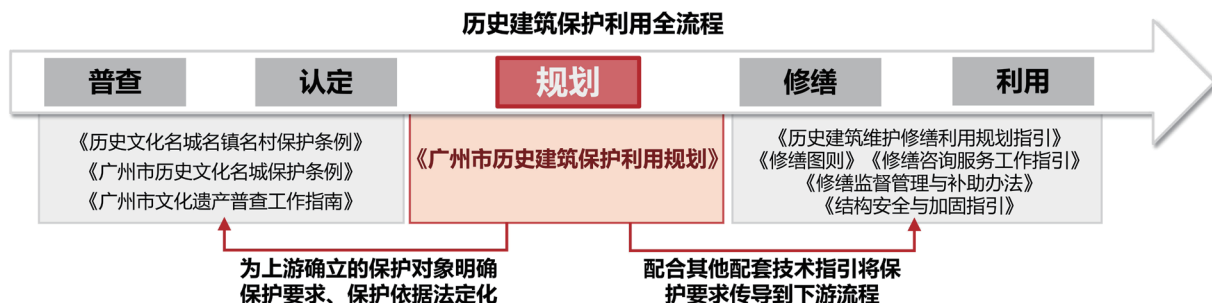 历史建筑保护利用全流程
普查
认定
规划
修缮
利用
《历史文化名城名镇名村保护条例》
《广州市历史文化名城保护条例》
《广州市文化遗产普查工作指南》
《广州市历史建筑保护利用规划》
《历史建筑维护修缮利用规划指引》
《修缮图则》《修缮咨询服务工作指引》
《修缮监督管理与补助办法》
《结构安全与加固指引》
为上游确立的保护对象明确
保护要求、保护依据法定化
配合其他配套技术指引将保
护要求传导到下游流程